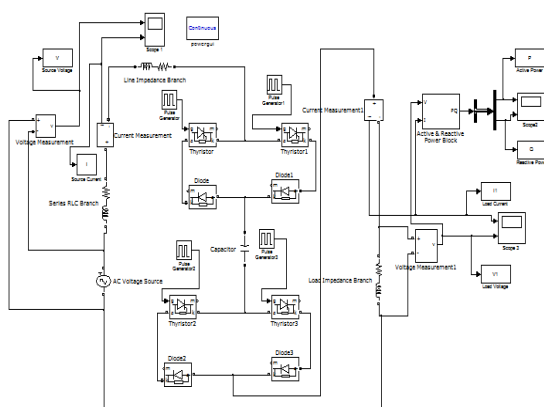 Continuous
powergui
Scope 1
V
Source Voltage
Line Impedance Branch
P
Active Power
Pulse
Generator
Pulse
Generator1
Current Measurement1
V
I
PQ
Active & Reactive
Power Block
Scope2
Voltage Measurement
Current Measurement
Thyristor
Thyristor1
Q
Reactive Power
I
Source Current
Diode
Diode1
I1
Load Current
Series RLC Branch
Scope 3
Capacitor
Pulse
Generator2
Pulse
Generator3
Voltage Measurement1
V1
Load Voltage
AC Voltage Source
Load Impedance Branch
Thyristor2
Thyristor3
Diode2
Diode3